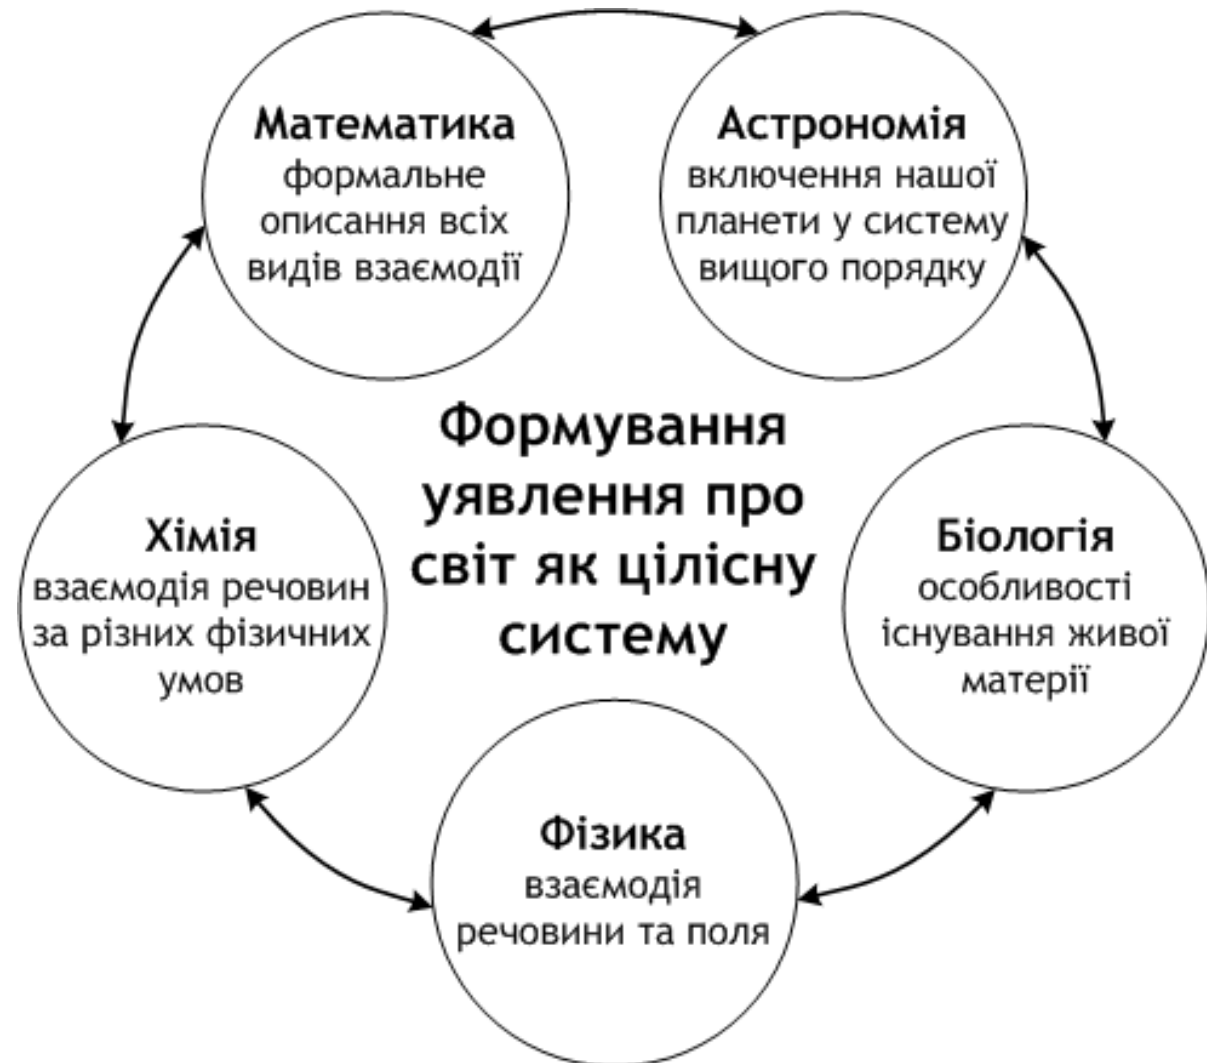 Математика
формальне
описання всіх
видів взаємодії
Астрономія
включення нашої
планети у систему
вищого порядку
Формування
уявлення про
світ як цілісну
систему
Хімія
взаємодія речовин
за різних фізичних
умов
Біологія
особливості
існування живої
матерії
Фізика
взаємодія
речовини та поля